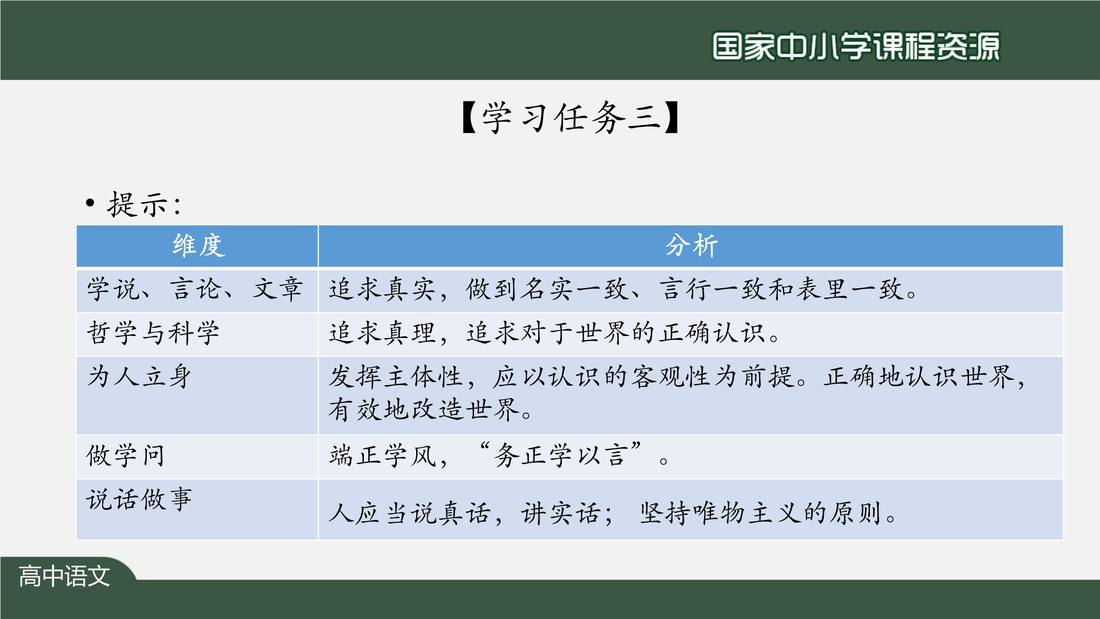 国家中小学课程资源
【学习任务三】
• 提示：
维度 分析
学说、言论、文章 追求真实，做到名实一致、言行一致和表里一致。
哲学与科学 追求真理，追求对于世界的正确认识。
为人立身 发挥主体性，应以认识的客观性为前提。正确地认识世界，
有效地改造世界。
做学问 端正学风，“务正学以言”。
说话做事 人应当说真话，讲实话； 坚持唯物主义的原则。
高中语文